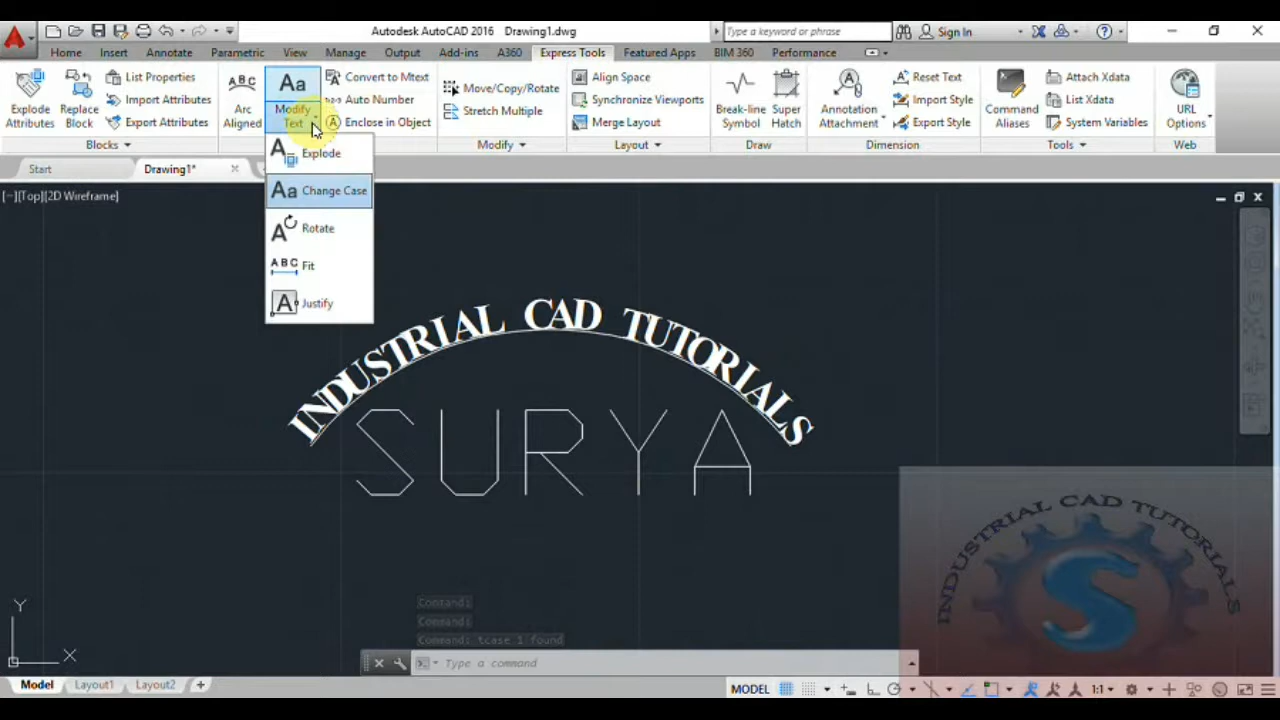 Autodesk AutoCAD 2016 Drawing1.dwg
Type a keyword or phrase
Sign In
Home Insert Annotate Parametric View Manage Output Add-ins A360 Express Tools Featured Apps BIM 360 Performance
Explode Attributes
Replace Block
List Properties
Import Attributes
Export Attributes
Blocks
ABC
Arc Aligned
Aa
Modify Text
Convert to Mtext
Auto Number
Enclose in Object
Move/Copy/Rotate
Stretch Multiple
Modify
Align Space
Synchronize Viewports
Merge Layout
Layout
Break-line Symbol
Super Hatch
Draw
Annotation Attachment
Reset Text
Import Style
Export Style
Dimension
Command Aliases
Attach Xdata
List Xdata
System Variables
Tools
URL Options
Web
Start
Drawing1*
[−][Top][2D Wireframe]
Explode
Aa Change Case
Rotate
ABC Fit
A Justify
INDUSTRIAL CAD TUTORIALS
SURYA
INDUSTRIAL CAD TUTORIALS
S
Command:
Command:
Command: tcase 1 found
Type a command
Y
X
Model Layout1 Layout2 +
MODEL
1:1